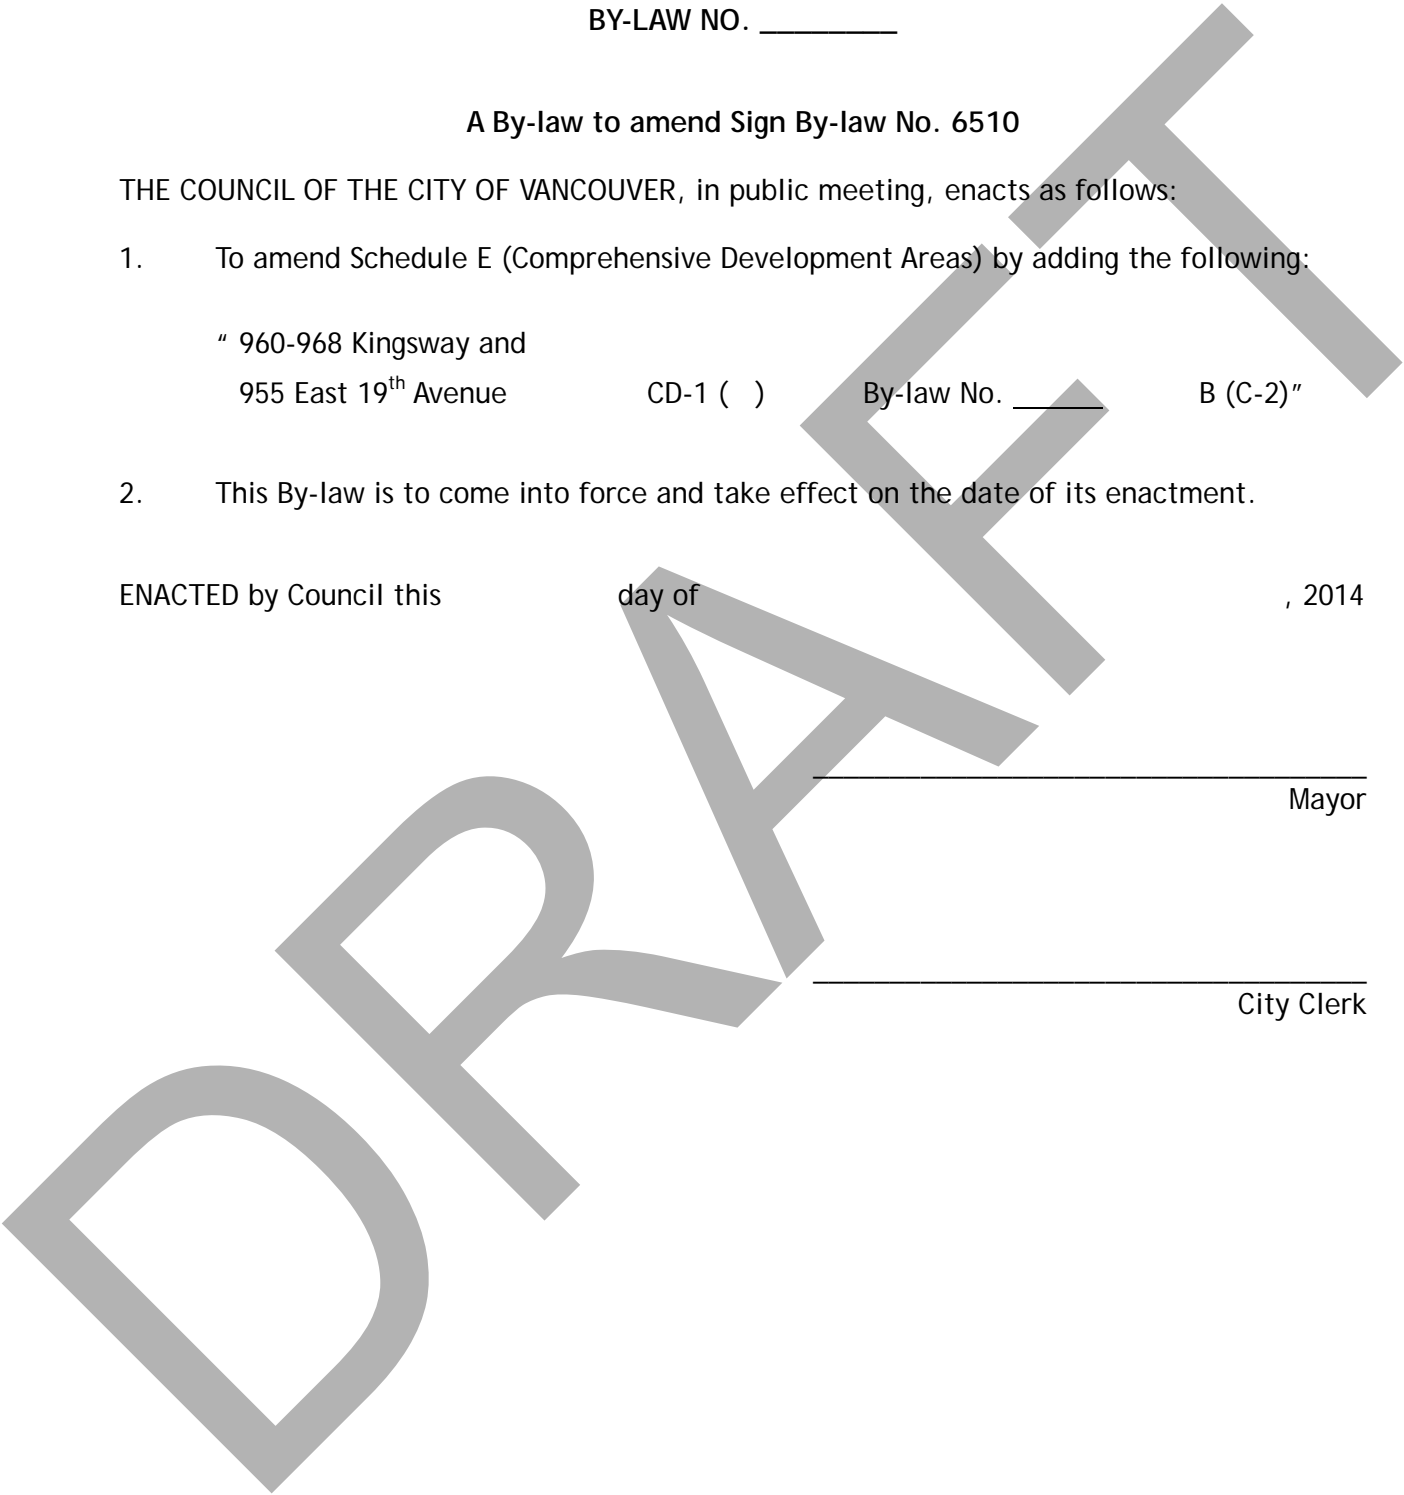 BY-LAW NO. ________
A By-law to amend Sign By-law No. 6510
THE COUNCIL OF THE CITY OF VANCOUVER, in public meeting, enacts as follows:
1. To amend Schedule E (Comprehensive Development Areas) by adding the following:
" 960-968 Kingsway and
955 East 19th Avenue CD-1 ( ) By-law No. ______ B (C-2)"
2. This By-law is to come into force and take effect on the date of its enactment.
ENACTED by Council this day of , 2014
Mayor
City Clerk
DRAFT